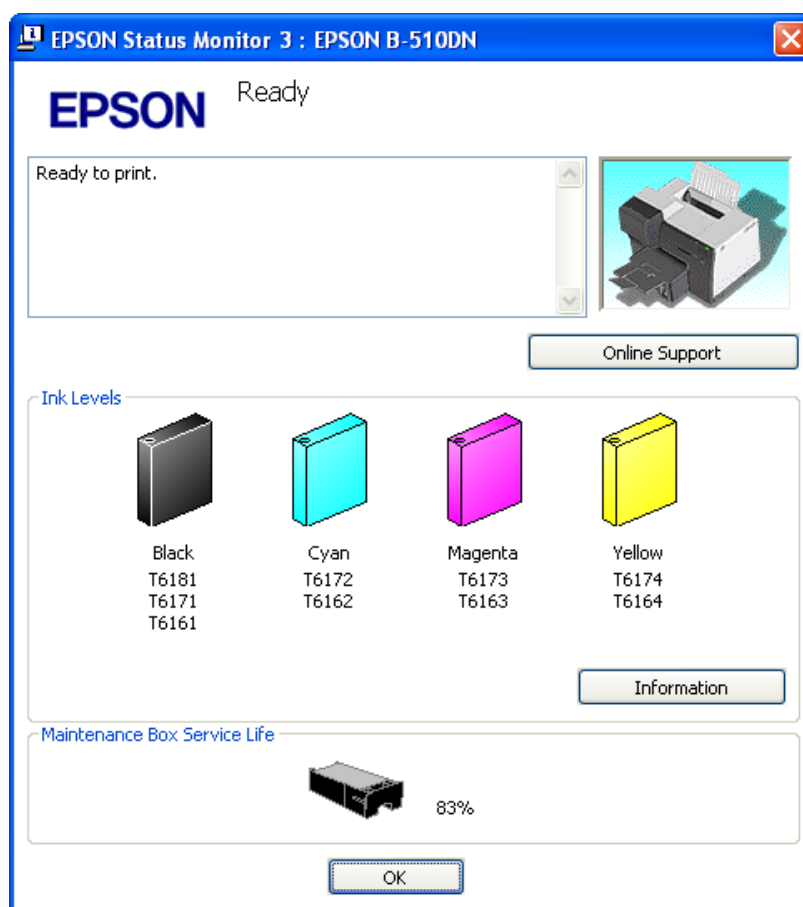 EPSON Status Monitor 3 : EPSON B-510DN
EPSON
Ready
Ready to print.
Online Support
Ink Levels
Black
Cyan
Magenta
Yellow
T6181
T6172
T6173
T6174
T6171
T6162
T6163
T6164
T6161
Information
Maintenance Box Service Life
83%
OK